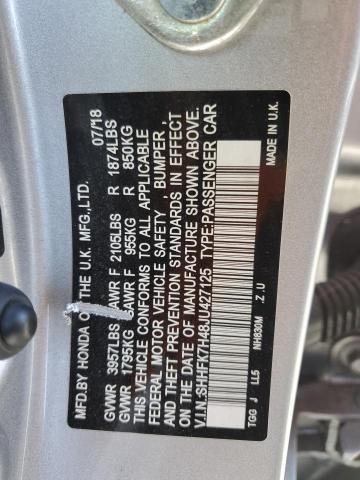 MFD.BY HONDA OF THE U.K. MFG.,LTD. 07/18
GVWR 3957LBS GAWR F 2105LBS R 1874LBS
GVWR 1795KG GAWR F 955KG R 850KG
THIS VEHICLE CONFORMS TO ALL APPLICABLE
FEDERAL MOTOR VEHICLE SAFETY, BUMPER,
AND THEFT PREVENTION STANDARDS IN EFFECT
ON THE DATE OF MANUFACTURE SHOWN ABOVE.
V.I.N.:SHHFK7H48JU427125 TYPE:PASSENGER CAR
TGG J LL5 NH830M .Z.U MADE IN U.K.